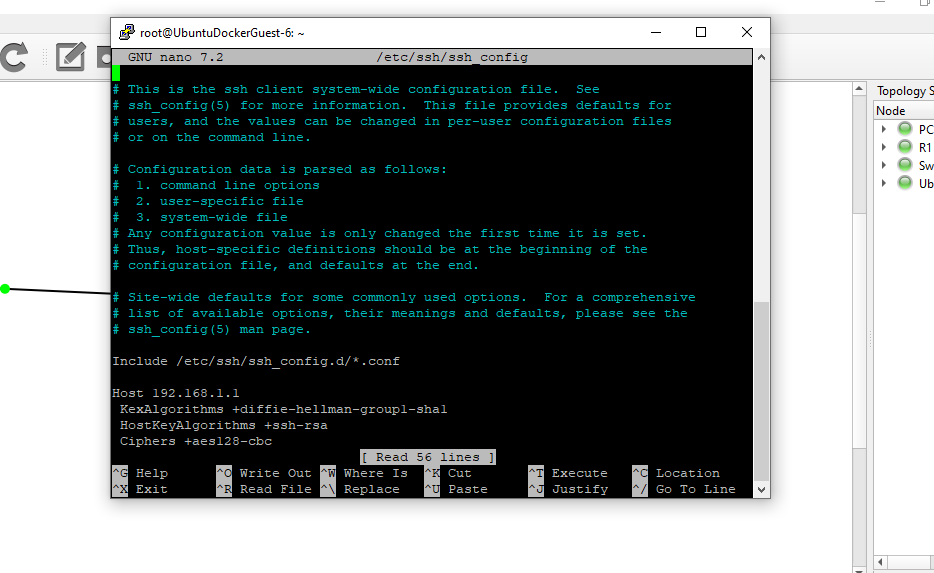 root@UbuntuDockerGuest-6: ~
GNU nano 7.2 /etc/ssh/ssh_config
# This is the ssh client system-wide configuration file.  See
# ssh_config(5) for more information.  This file provides defaults for
# users, and the values can be changed in per-user configuration files
# or on the command line.
# Configuration data is parsed as follows:
#  1. command line options
#  2. user-specific file
#  3. system-wide file
# Any configuration value is only changed the first time it is set.
# Thus, host-specific definitions should be at the beginning of the
# configuration file, and defaults at the end.
# Site-wide defaults for some commonly used options.  For a comprehensive
# list of available options, their meanings and defaults, please see the
# ssh_config(5) man page.
Include /etc/ssh/ssh_config.d/*.conf
Host 192.168.1.1
KexAlgorithms +diffie-hellman-group1-sha1
HostKeyAlgorithms +ssh-rsa
Ciphers +aes128-cbc
[ Read 56 lines ]
^G Help ^O Write Out ^W Where Is ^K Cut ^T Execute ^C Location
^X Exit ^R Read File ^\ Replace ^U Paste ^J Justify ^/ Go To Line
Topology S
Node
PC
R1
Sw
Ub